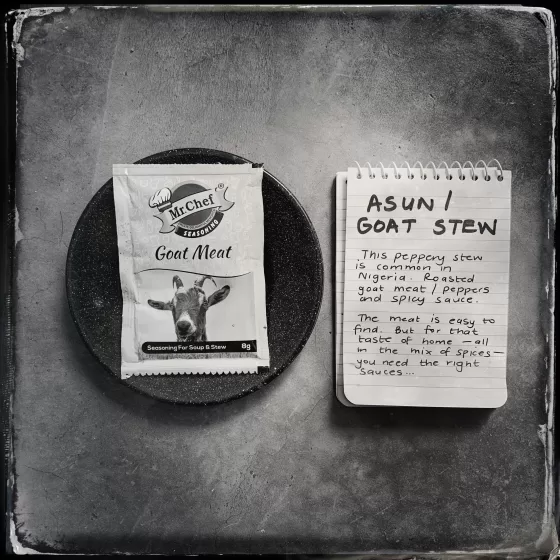 Mr.Chef®
SEASONING
Goat Meat
Seasoning For Soup & Stew 8g
ASUN /
GOAT STEW
This peppery stew
is common in
Nigeria. Roasted
goat meat / peppers
and spicy sauce.
The meat is easy to
find. But for that
taste of home – all
in the mix of spices –
you need the right
sauces...